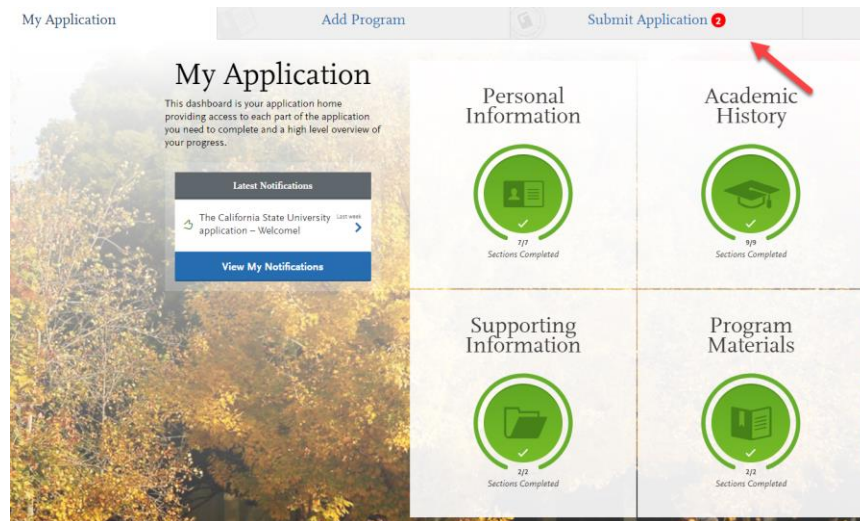 My Application
Add Program
Submit Application 2
My Application
This dashboard is your application home
providing access to each part of the application
you need to complete and a high level overview of
your progress.
Latest Notifications
The California State University
application – Welcome!
Last week
View My Notifications
Personal
Information
7/7
Sections Completed
Academic
History
9/9
Sections Completed
Supporting
Information
2/2
Sections Completed
Program
Materials
2/2
Sections Completed